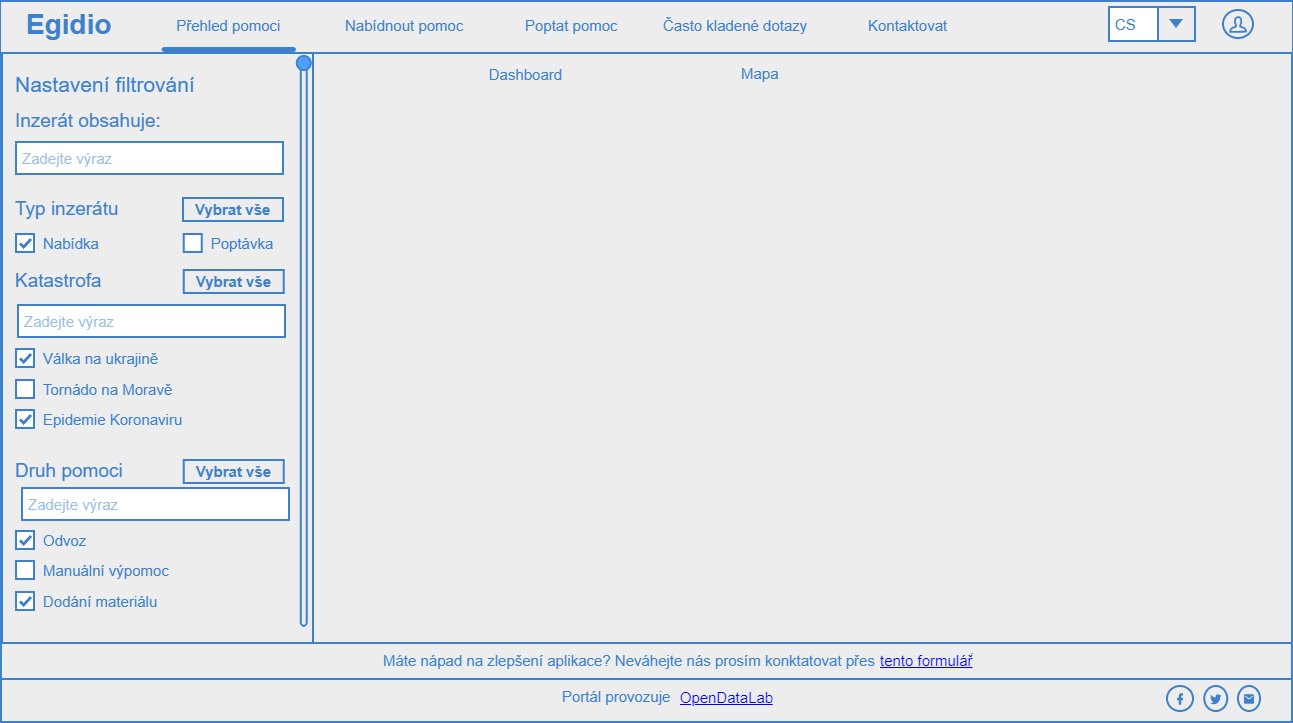 Egidio
Přehled pomoci
Nabídnout pomoc
Poptat pomoc
Často kladené dotazy
Kontaktovat
CS
Nastavení filtrování
Inzerát obsahuje:
Zadejte výraz
Typ inzerátu
Vybrat vše
Nabídka
Poptávka
Katastrofa
Vybrat vše
Zadejte výraz
Válka na ukrajině
Tornádo na Moravě
Epidemie Koronaviru
Druh pomoci
Vybrat vše
Zadejte výraz
Odvoz
Manuální výpomoc
Dodání materiálu
Dashboard
Mapa
Máte nápad na zlepšení aplikace? Neváhejte nás prosím konktatovat přes tento formulář
Portál provozuje OpenDataLab